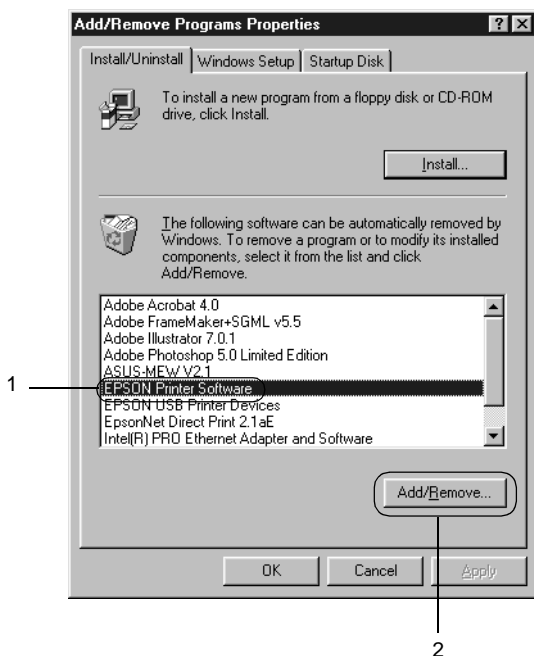 Add/Remove Programs Properties
Install/Uninstall Windows Setup Startup Disk
To install a new program from a floppy disk or CD-ROM
drive, click Install.
Install...
The following software can be automatically removed by
Windows. To remove a program or to modify its installed
components, select it from the list and click
Add/Remove.
Adobe Acrobat 4.0
Adobe FrameMaker+SGML v5.5
Adobe Illustrator 7.0.1
Adobe Photoshop 5.0 Limited Edition
ASUS-MEW V2.1
1
EPSON Printer Software
EPSON USB Printer Devices
EpsonNet Direct Print 2.1aE
Intel(R) PRO Ethernet Adapter and Software
Add/Remove...
OK Cancel Apply
2